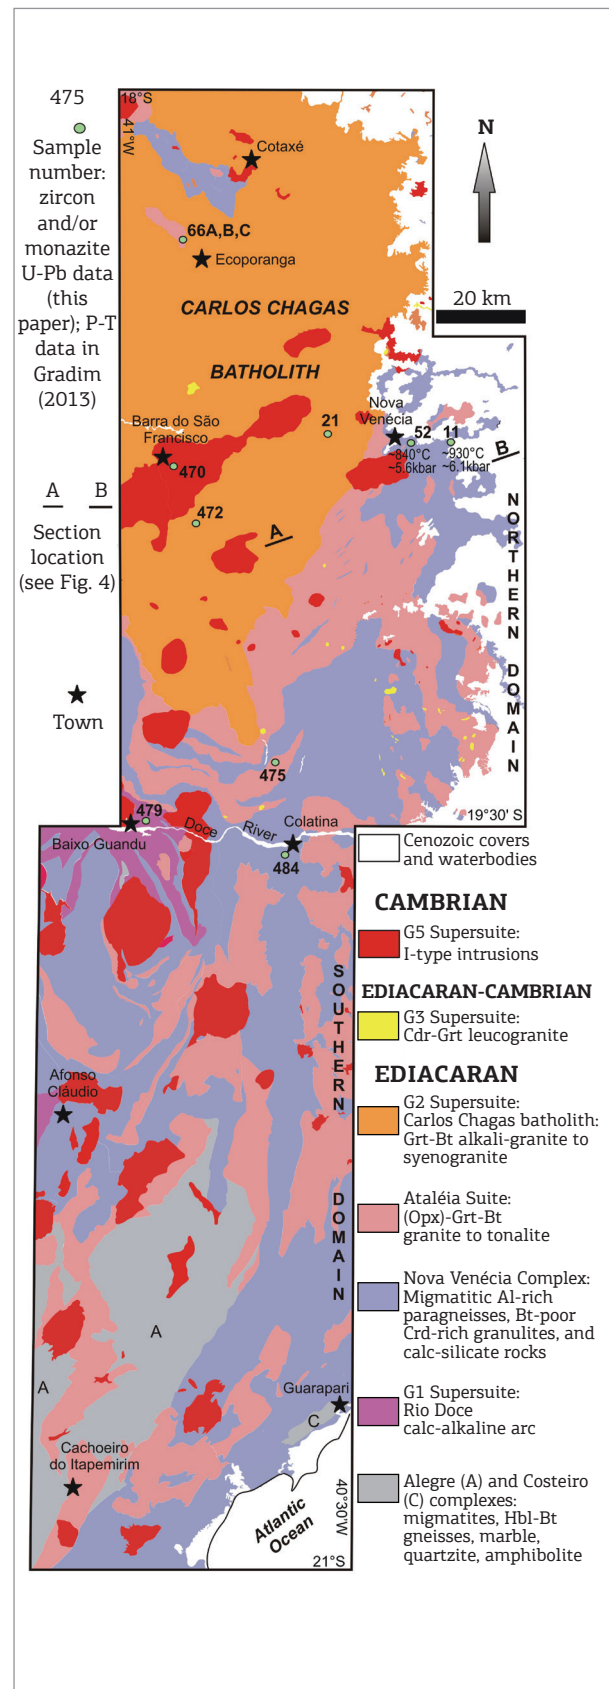 475
Sample
number:
zircon
and/or
monazite
U-Pb data
(this
paper); P-T
data in
Gradim
(2013)
A B
Section
location
(see Fig. 4)
Town
18°S
41°W
Cotaxé
66A,B,C
Ecoporanga
CARLOS CHAGAS
BATHOLITH
N
20 km
Barra do São
Francisco
21
Nova
Venécia
52
11
~840°C
~5.6kbar
~930°C
~6.1kbar
B
470
472
A
NORTHERN DOMAIN
475
479
19°30' S
Baixo Guandu
Doce River
Colatina
484
SOUTHERN DOMAIN
Afonso
Cláudio
A
A
Guarapari
C
Cachoeiro
do Itapemirim
40°30'W
Atlantic
Ocean
21°S
Cenozoic covers
and waterbodies
CAMBRIAN
G5 Supersuite:
I-type intrusions
EDIACARAN-CAMBRIAN
G3 Supersuite:
Cdr-Grt leucogranite
EDIACARAN
G2 Supersuite:
Carlos Chagas batholith:
Grt-Bt alkali-granite to
syenogranite
Ataléia Suite:
(Opx)-Grt-Bt
granite to tonalite
Nova Venécia Complex:
Migmatitic Al-rich
paragneisses, Bt-poor
Crd-rich granulites, and
calc-silicate rocks
G1 Supersuite:
Rio Doce
calc-alkaline arc
Alegre (A) and Costeiro
(C) complexes:
migmatites, Hbl-Bt
gneisses, marble,
quartzite, amphibolite